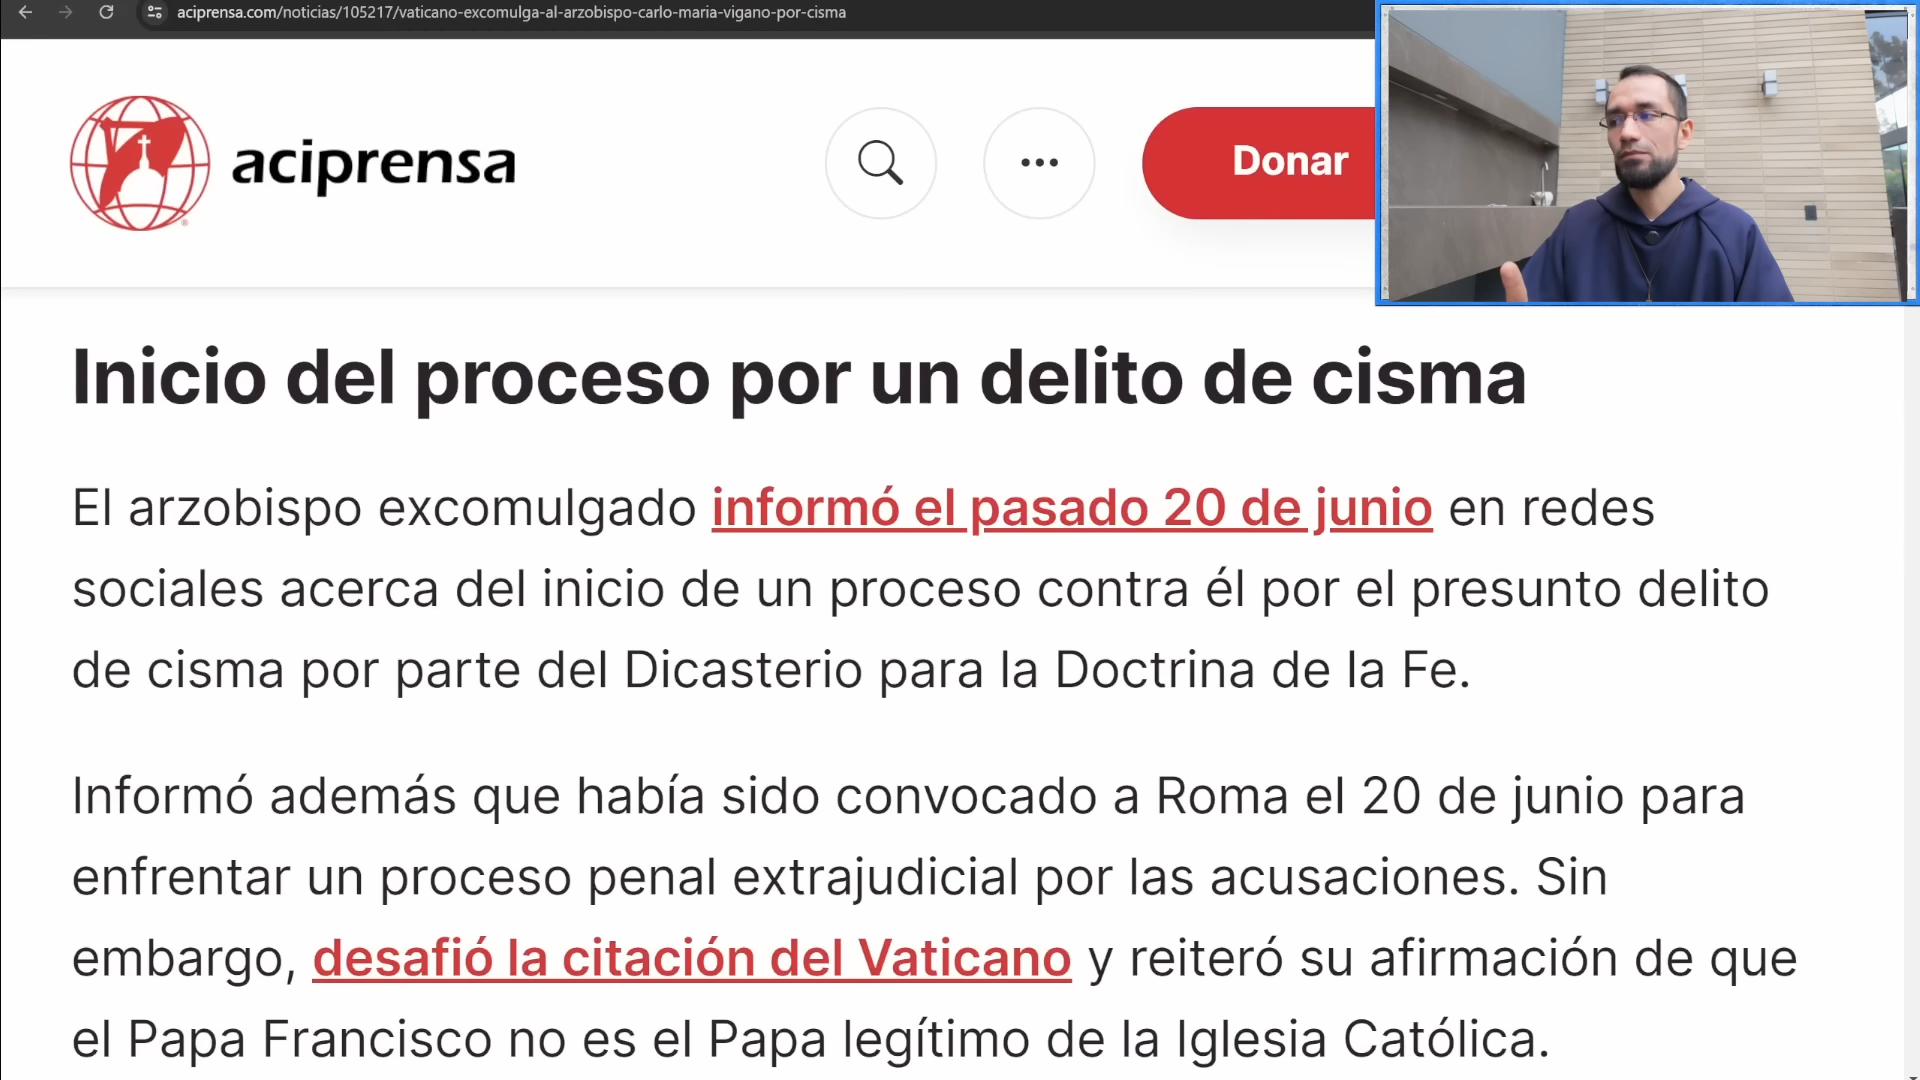 aciprensa.com/noticias/105217/vaticano-excomulga-al-arzobispo-carlo-maria-vigano-por-cisma
aciprensa
Donar
Inicio del proceso por un delito de cisma
El arzobispo excomulgado informó el pasado 20 de junio en redes
sociales acerca del inicio de un proceso contra él por el presunto delito
de cisma por parte del Dicasterio para la Doctrina de la Fe.
Informó además que había sido convocado a Roma el 20 de junio para
enfrentar un proceso penal extrajudicial por las acusaciones. Sin
embargo, desafió la citación del Vaticano y reiteró su afirmación de que
el Papa Francisco no es el Papa legítimo de la Iglesia Católica.